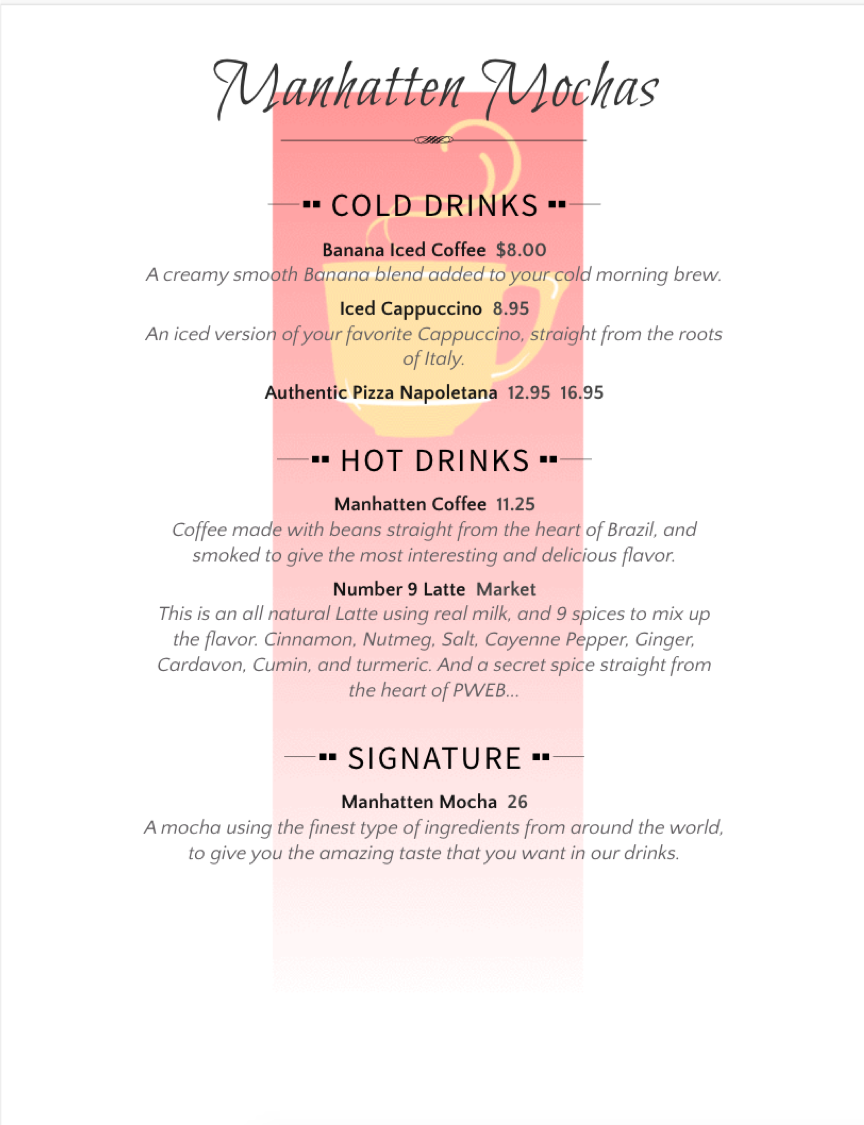 Manhatten Mochas
COLD DRINKS
Banana Iced Coffee $8.00
A creamy smooth Banana blend added to your cold morning brew.
Iced Cappuccino 8.95
An iced version of your favorite Cappuccino, straight from the roots
of Italy.
Authentic Pizza Napoletana 12.95 16.95
HOT DRINKS
Manhatten Coffee 11.25
Coffee made with beans straight from the heart of Brazil, and
smoked to give the most interesting and delicious flavor.
Number 9 Latte Market
This is an all natural Latte using real milk, and 9 spices to mix up
the flavor. Cinnamon, Nutmeg, Salt, Cayenne Pepper, Ginger,
Cardavon, Cumin, and turmeric. And a secret spice straight from
the heart of PWEB...
SIGNATURE
Manhatten Mocha 26
A mocha using the finest type of ingredients from around the world,
to give you the amazing taste that you want in our drinks.